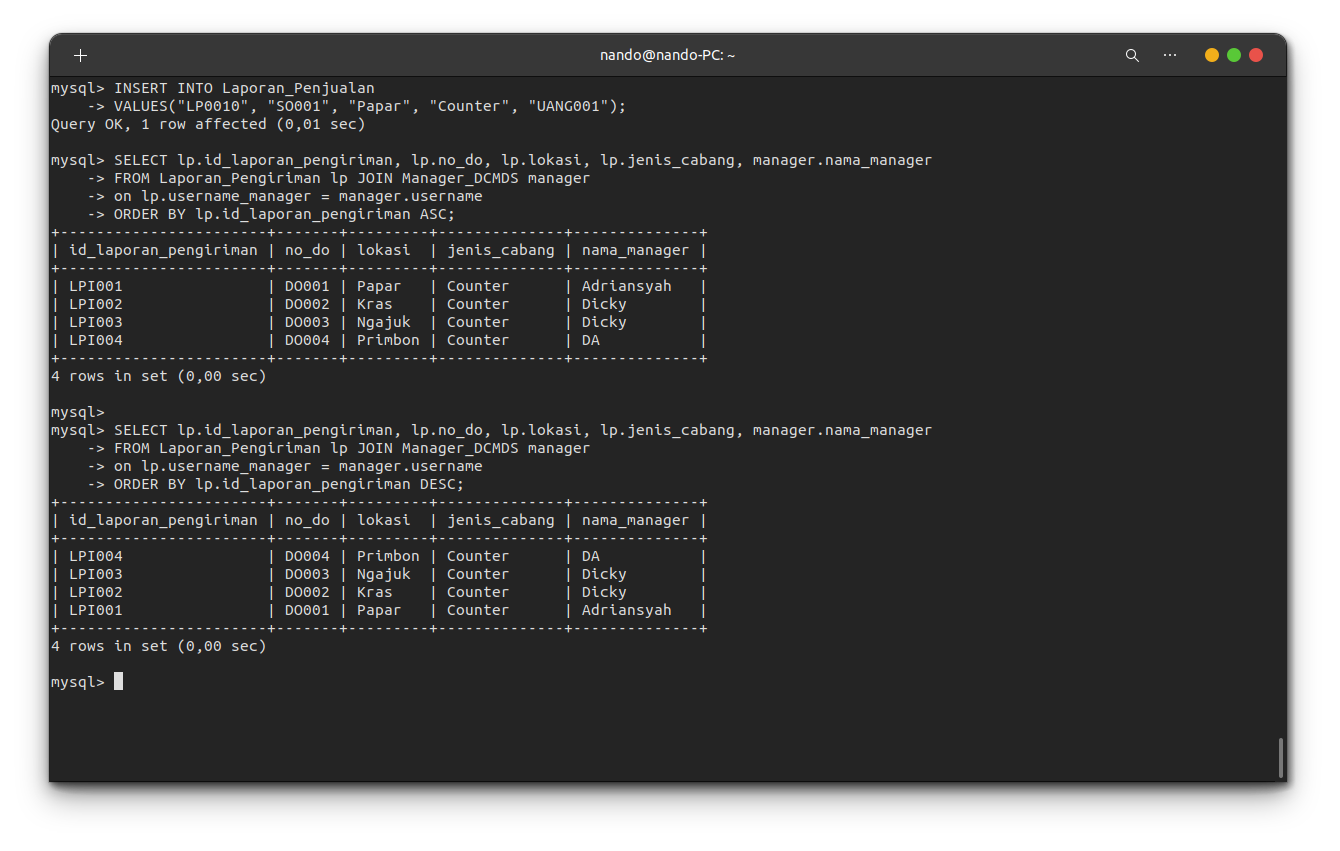 nando@nando-PC: ~
mysql> INSERT INTO Laporan_Penjualan
    -> VALUES("LP0010", "SO001", "Papar", "Counter", "UANG001");
Query OK, 1 row affected (0,01 sec)
mysql> SELECT lp.id_laporan_pengiriman, lp.no_do, lp.lokasi, lp.jenis_cabang, manager.nama_manager
    -> FROM Laporan_Pengiriman lp JOIN Manager_DCMDS manager
    -> on lp.username_manager = manager.username
    -> ORDER BY lp.id_laporan_pengiriman ASC;
+-----------------------+-------+---------+--------------+--------------+
| id_laporan_pengiriman | no_do | lokasi  | jenis_cabang | nama_manager |
+-----------------------+-------+---------+--------------+--------------+
| LPI001                | DO001 | Papar   | Counter      | Adriansyah   |
| LPI002                | DO002 | Kras    | Counter      | Dicky        |
| LPI003                | DO003 | Ngajuk  | Counter      | Dicky        |
| LPI004                | DO004 | Primbon | Counter      | DA           |
+-----------------------+-------+---------+--------------+--------------+
4 rows in set (0,00 sec)
mysql>
mysql> SELECT lp.id_laporan_pengiriman, lp.no_do, lp.lokasi, lp.jenis_cabang, manager.nama_manager
    -> FROM Laporan_Pengiriman lp JOIN Manager_DCMDS manager
    -> on lp.username_manager = manager.username
    -> ORDER BY lp.id_laporan_pengiriman DESC;
+-----------------------+-------+---------+--------------+--------------+
| id_laporan_pengiriman | no_do | lokasi  | jenis_cabang | nama_manager |
+-----------------------+-------+---------+--------------+--------------+
| LPI004                | DO004 | Primbon | Counter      | DA           |
| LPI003                | DO003 | Ngajuk  | Counter      | Dicky        |
| LPI002                | DO002 | Kras    | Counter      | Dicky        |
| LPI001                | DO001 | Papar   | Counter      | Adriansyah   |
+-----------------------+-------+---------+--------------+--------------+
4 rows in set (0,00 sec)
mysql>